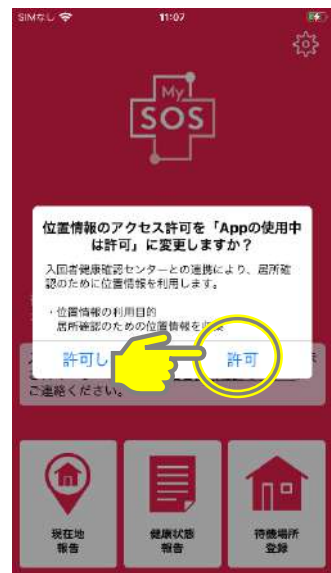 SIMなし
11:07
My
SOS
位置情報のアクセス許可を「Appの使用中
は許可」に変更しますか？
入国者健康確認センターとの連携により、居所確
認のために位置情報を利用します。
・位置情報の利用目的
居所確認のための位置情報を収
許可し
許可
ご連絡ください。
現在地
報告
健康状態
報告
待機場所
登録